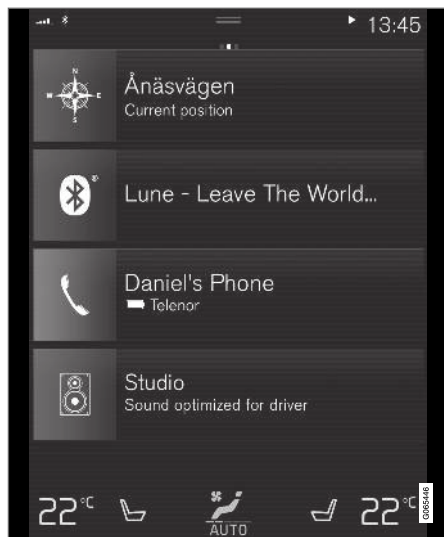 13:45
N
W E
S
Ånäsvägen
Current position
Lune - Leave The World...
Daniel's Phone
Telenor
Studio
Sound optimized for driver
22°C 22°C
AUTO
G065446